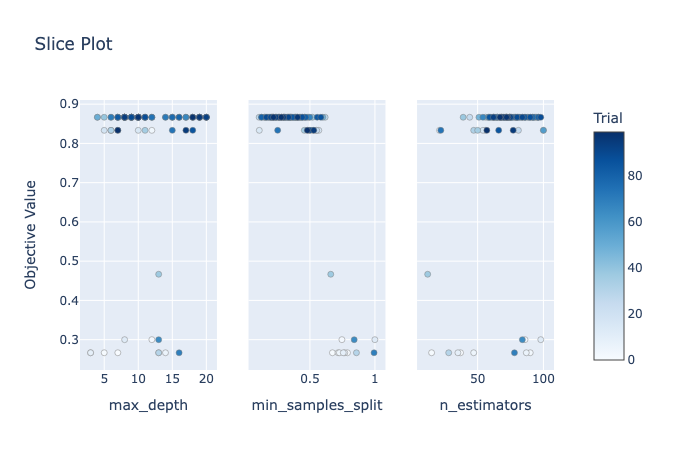 Slice Plot
Trial
Objective Value
0.9
0.8
0.7
0.6
0.5
0.4
0.3
5 10 15 20
0.5 1
50 100
max_depth
min_samples_split
n_estimators
80
60
40
20
0